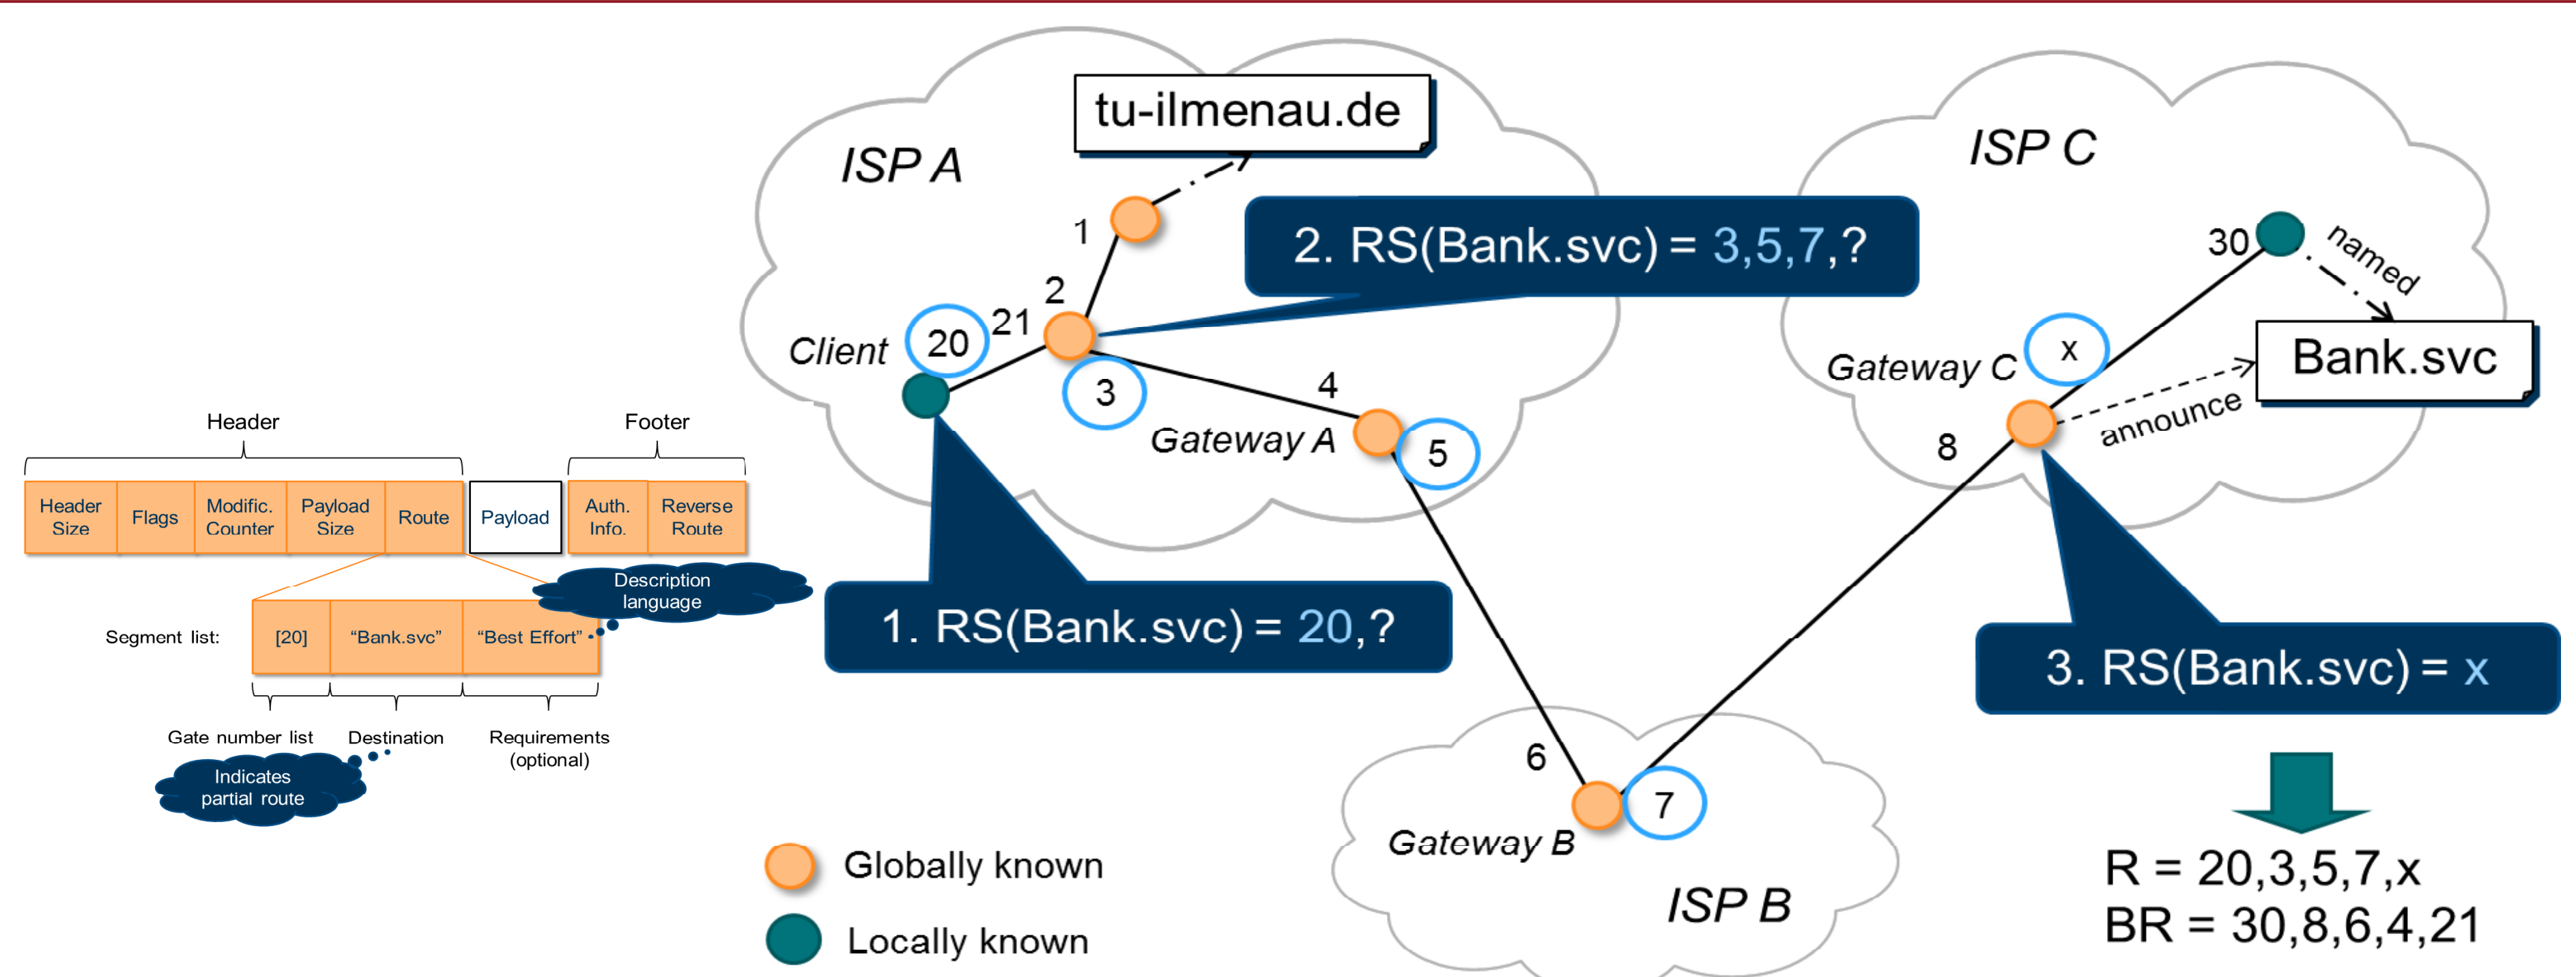 Header
Footer
Header
Size
Flags
Modific.
Counter
Payload
Size
Route
Payload
Auth.
Info.
Reverse
Route
Description
language
Segment list:
[20]
“Bank.svc”
“Best Effort”
Gate number list
Destination
Requirements
(optional)
Indicates
partial route
tu-ilmenau.de
ISP A
1
2
21
20
Client
3
4
Gateway A
5
2. RS(Bank.svc) = 3,5,7,?
1. RS(Bank.svc) = 20,?
6
7
Gateway B
ISP B
ISP C
30
named
x
Gateway C
Bank.svc
announce
8
3. RS(Bank.svc) = x
R = 20,3,5,7,x
BR = 30,8,6,4,21
Globally known
Locally known